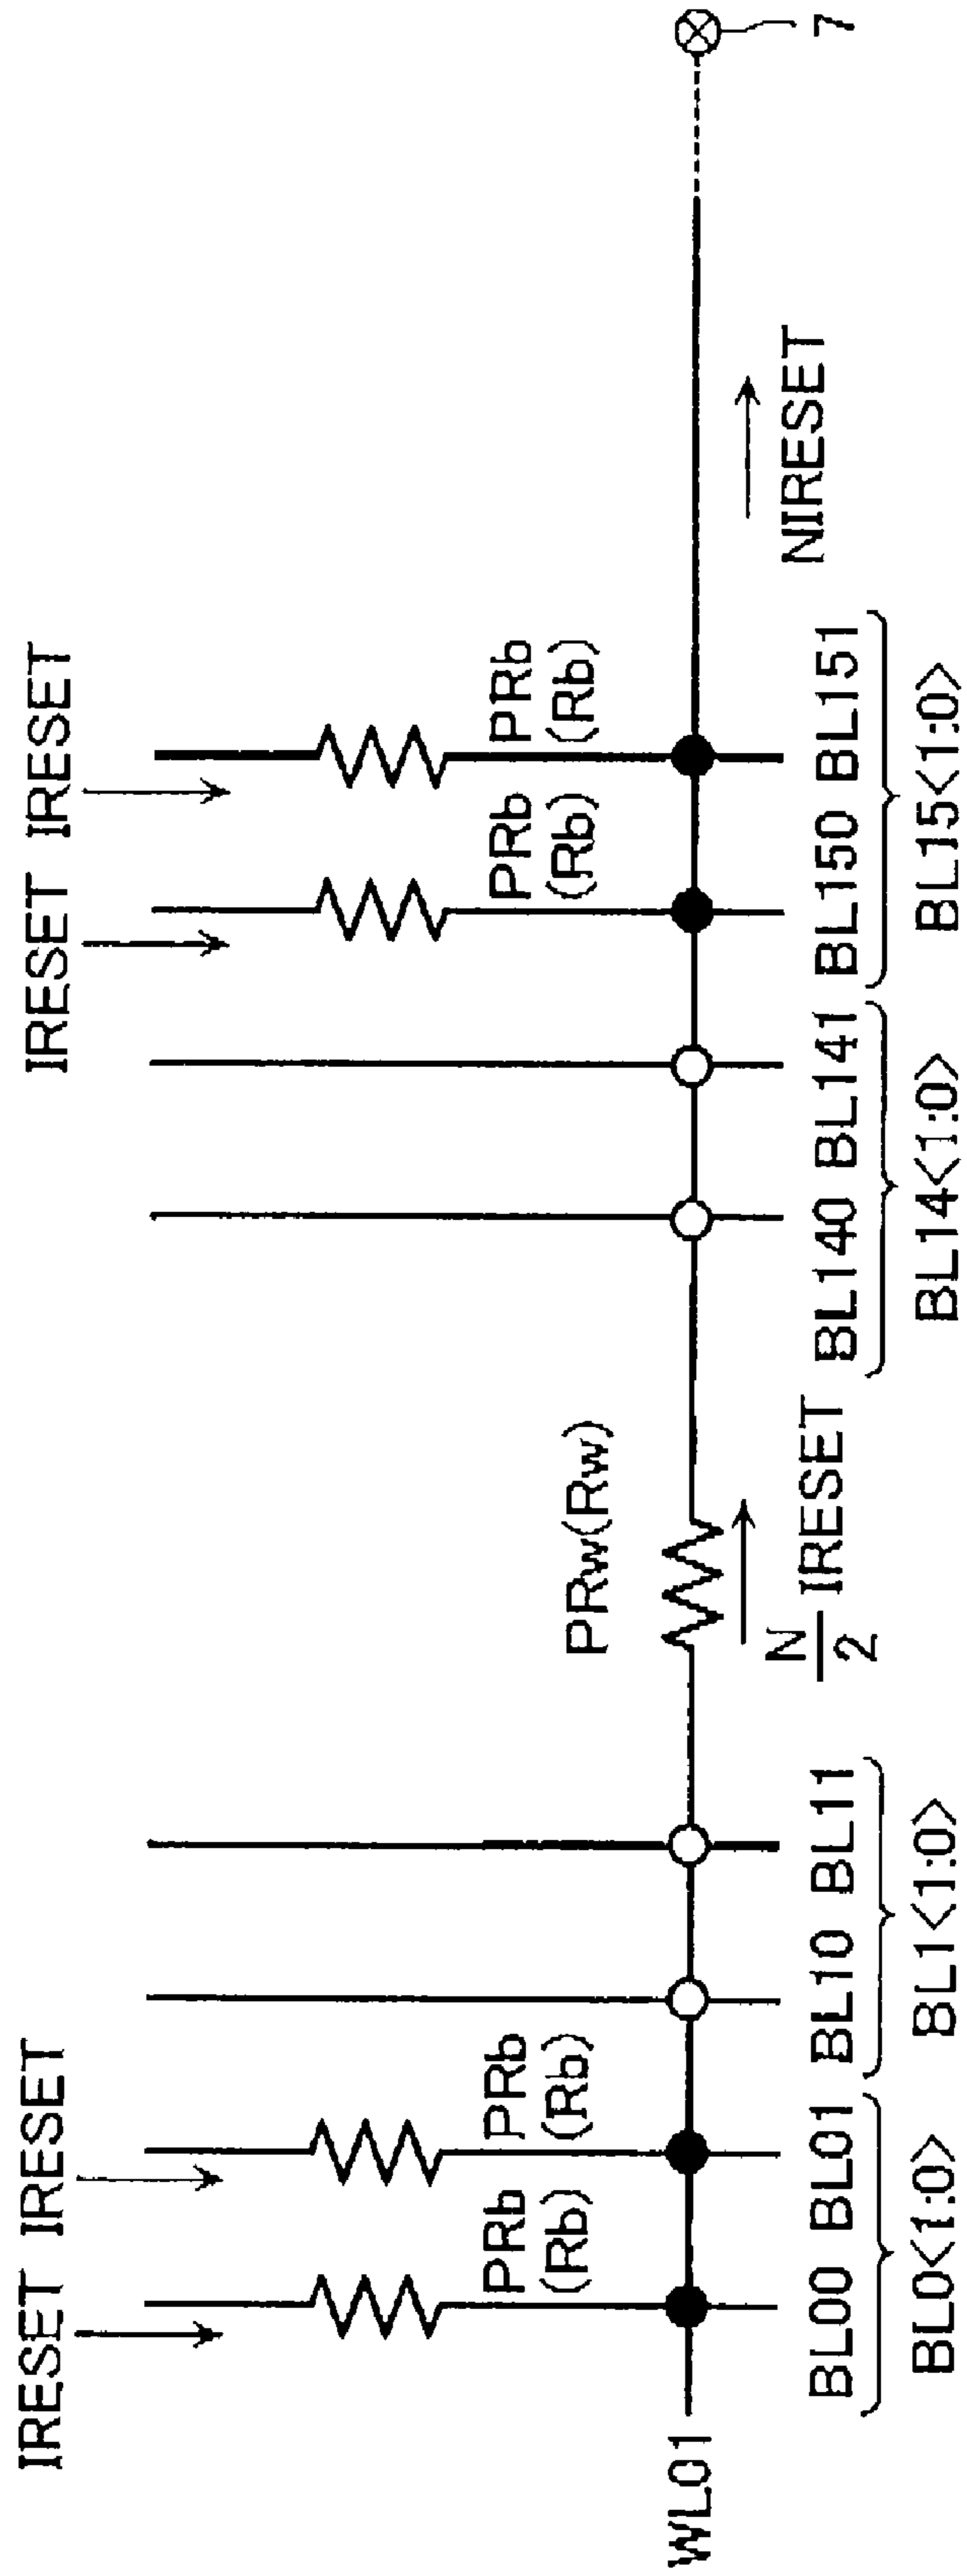 IRESET IRESET
IRESET IRESET
PRb
(Rb)
PRb
(Rb)
PRw(Rw)
PRb
(Rb)
PRb
(Rb)
7
WL01
N/2 IRESET
NIRESET
BL00 BL01 BL10 BL11
BL140 BL141 BL150 BL151
BL0<1:0>
BL1<1:0>
BL14<1:0>
BL15<1:0>